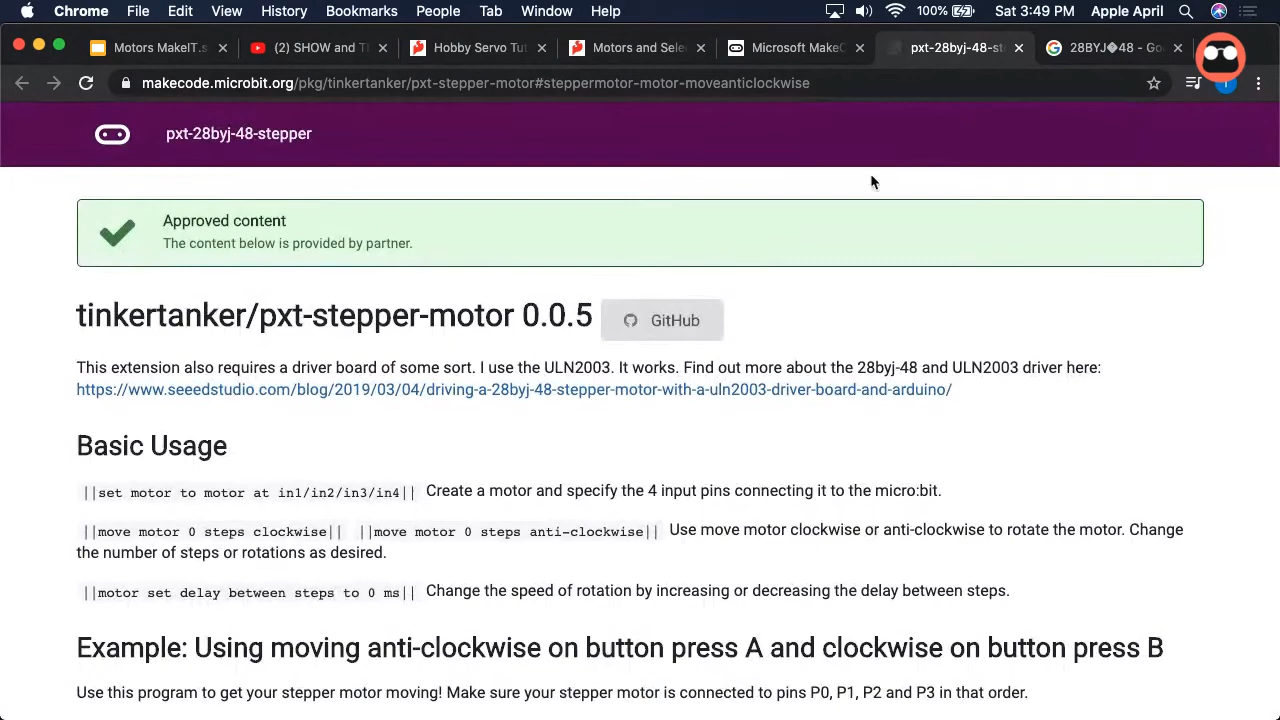 Chrome File Edit View History Bookmarks People Tab Window Help 100% Sat 3:49 PM Apple April
Motors MakeIT.s (2) SHOW and T Hobby Servo Tu Motors and Sele Microsoft MakeC pxt-28byj-48-st 28BYJ�48 - Go
makecode.microbit.org/pkg/tinkertanker/pxt-stepper-motor#steppermotor-motor-moveanticlockwise
pxt-28byj-48-stepper
Approved content
The content below is provided by partner.
tinkertanker/pxt-stepper-motor 0.0.5 GitHub
This extension also requires a driver board of some sort. I use the ULN2003. It works. Find out more about the 28byj-48 and ULN2003 driver here:
https://www.seeedstudio.com/blog/2019/03/04/driving-a-28byj-48-stepper-motor-with-a-uln2003-driver-board-and-arduino/
Basic Usage
||set motor to motor at in1/in2/in3/in4|| Create a motor and specify the 4 input pins connecting it to the micro:bit.
||move motor 0 steps clockwise|| ||move motor 0 steps anti-clockwise|| Use move motor clockwise or anti-clockwise to rotate the motor. Change
the number of steps or rotations as desired.
||motor set delay between steps to 0 ms|| Change the speed of rotation by increasing or decreasing the delay between steps.
Example: Using moving anti-clockwise on button press A and clockwise on button press B
Use this program to get your stepper motor moving! Make sure your stepper motor is connected to pins P0, P1, P2 and P3 in that order.